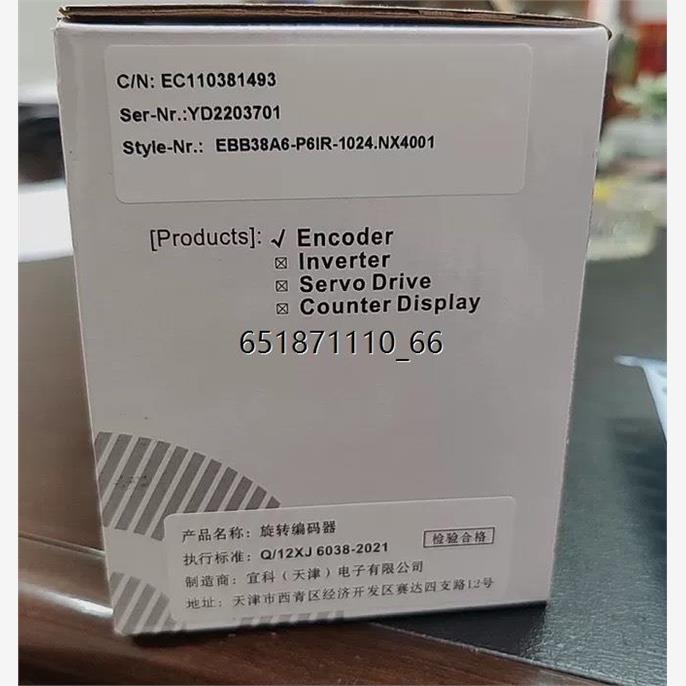 C/N: EC110381493
Ser-Nr.:YD2203701
Style-Nr.: EBB38A6-P6IR-1024.NX4001
[Products]: √ Encoder
☒ Inverter
☒ Servo Drive
☒ Counter Display
651871110_66
产品名称: 旋转编码器
执行标准: Q/12XJ 6038-2021
检验合格
制造商: 宜科（天津）电子有限公司
地址: 天津市西青区经济开发区赛达四支路12号